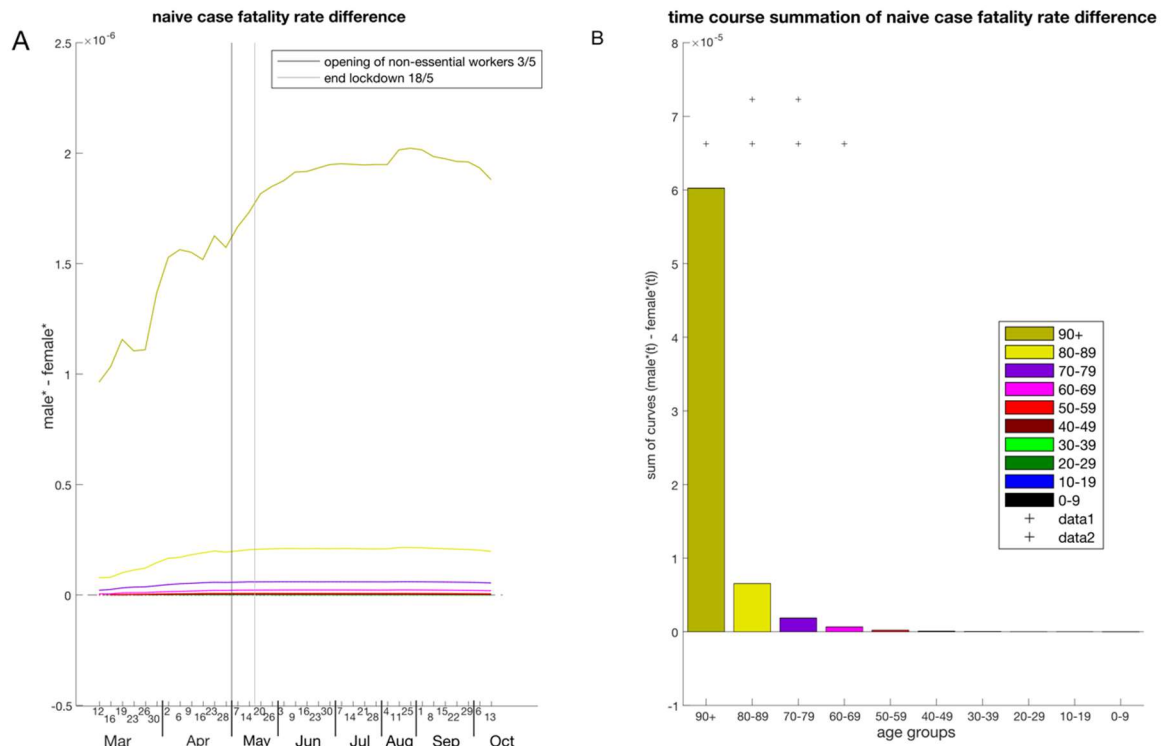 naive case fatality rate difference
A
×10⁻⁶
2.5
2
1.5
1
0.5
0
-0.5
male* - female*
opening of non-essential workers 3/5
end lockdown 18/5
12 19 26 2 9 23 7 20 3 16 30 14 28 11 1 15 29 13
16 23 30 6 16 28 14 26 9 23 7 21 4 25 8 22 6
Mar Apr May Jun Jul Aug Sep Oct
time course summation of naive case fatality rate difference
B
×10⁻⁵
8
7
6
5
4
3
2
1
0
-1
sum of curves (male*(t) - female*(t))
90+
80-89
70-79
60-69
50-59
40-49
30-39
20-29
10-19
0-9
data1
data2
90+ 80-89 70-79 60-69 50-59 40-49 30-39 20-29 10-19 0-9
age groups